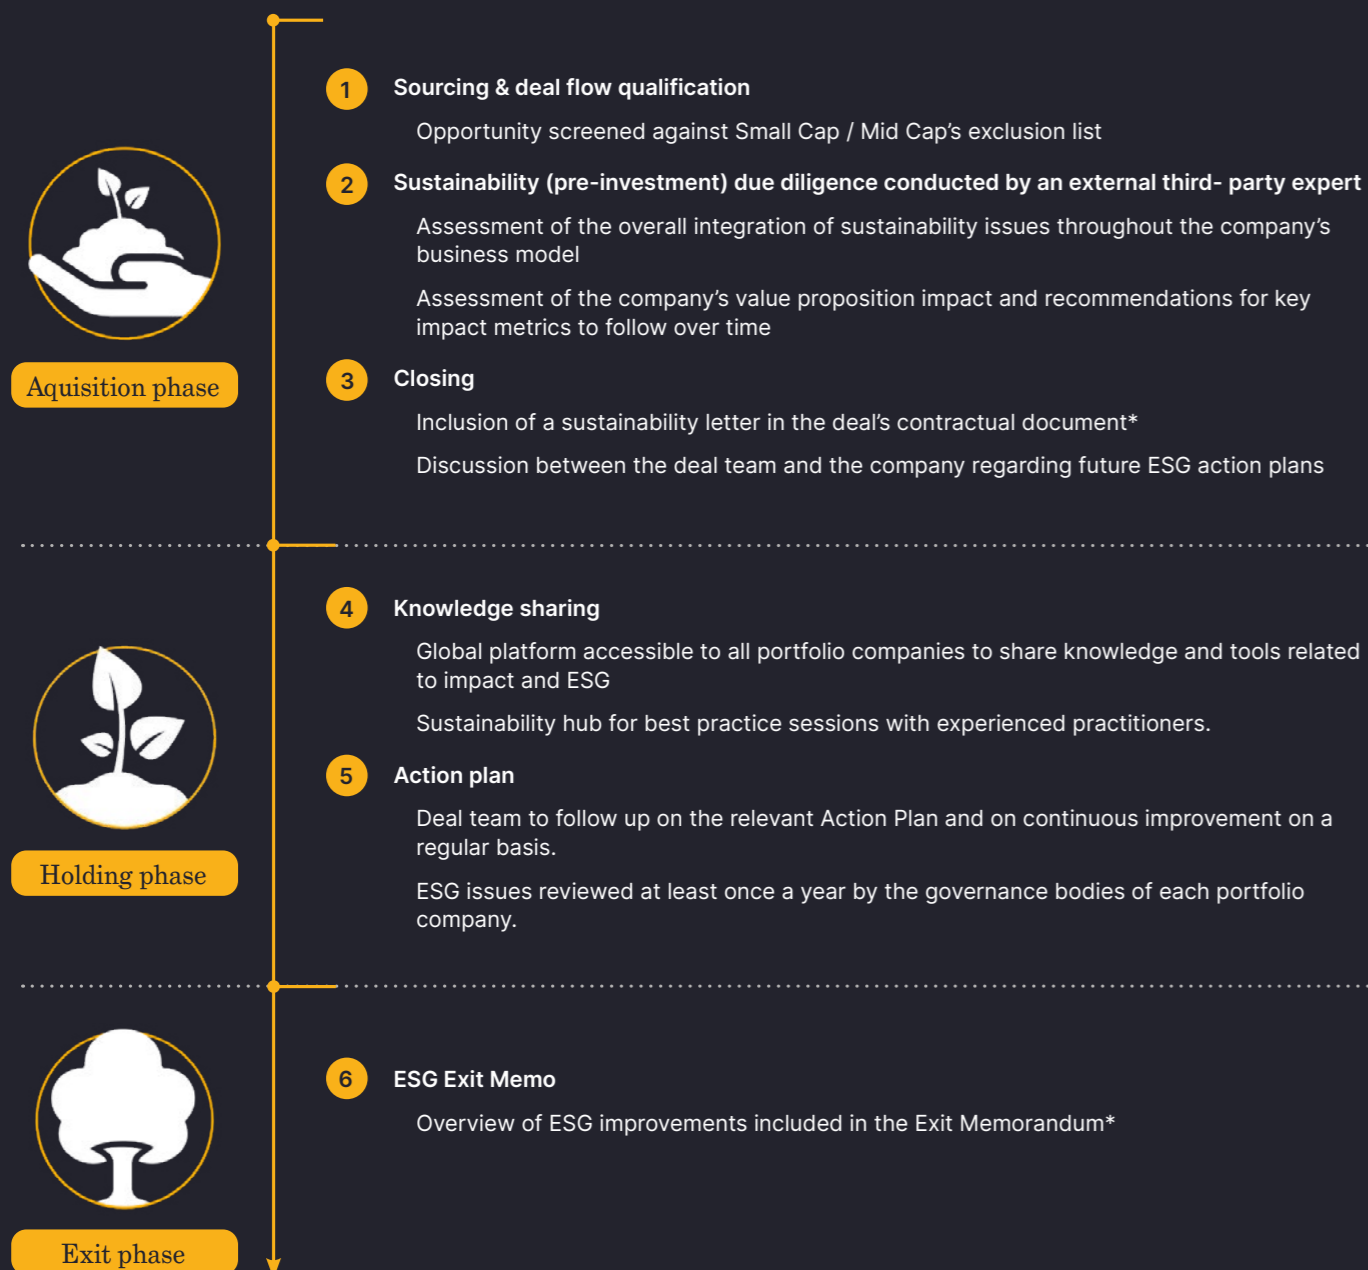 1
Sourcing & deal flow qualification
Opportunity screened against Small Cap / Mid Cap’s exclusion list
2
Sustainability (pre-investment) due diligence conducted by an external third- party expert
Assessment of the overall integration of sustainability issues throughout the company’s
business model
Assessment of the company’s value proposition impact and recommendations for key
impact metrics to follow over time
3
Closing
Inclusion of a sustainability letter in the deal’s contractual document*
Discussion between the deal team and the company regarding future ESG action plans
Aquisition phase
4
Knowledge sharing
Global platform accessible to all portfolio companies to share knowledge and tools related
to impact and ESG
Sustainability hub for best practice sessions with experienced practitioners.
5
Action plan
Deal team to follow up on the relevant Action Plan and on continuous improvement on a
regular basis.
ESG issues reviewed at least once a year by the governance bodies of each portfolio
company.
Holding phase
6
ESG Exit Memo
Overview of ESG improvements included in the Exit Memorandum*
Exit phase